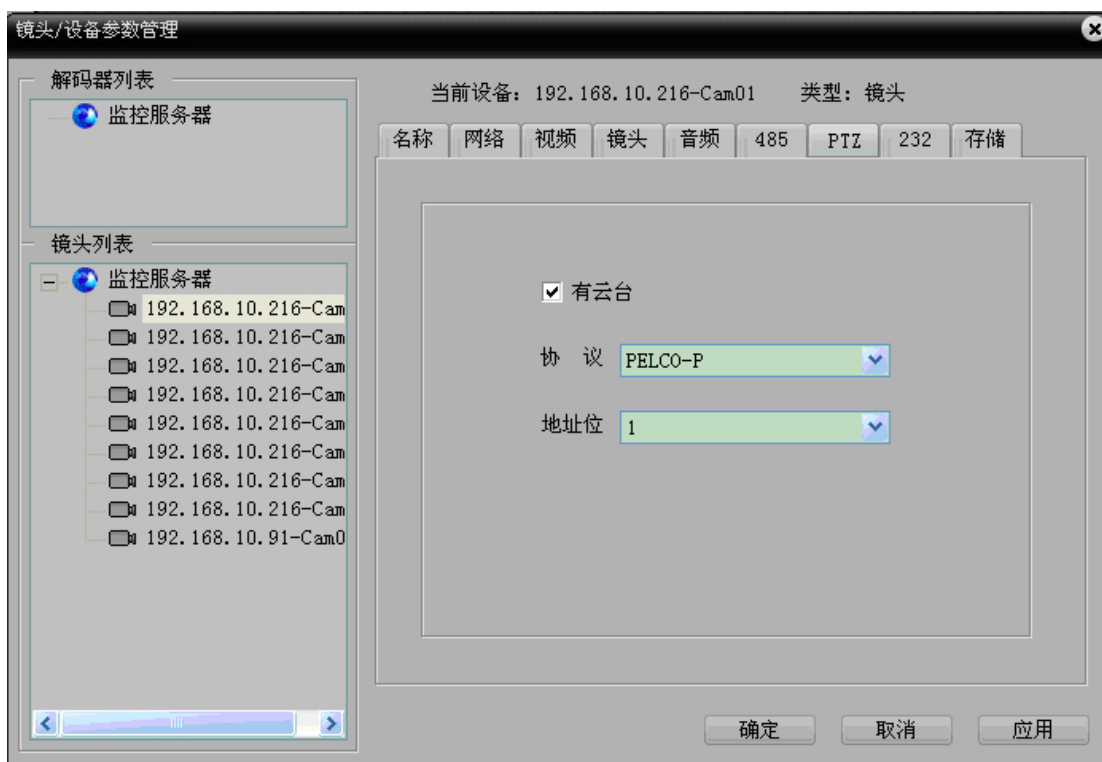 镜头/设备参数管理
解码器列表
监控服务器
镜头列表
监控服务器
192.168.10.216-Cam
192.168.10.216-Cam
192.168.10.216-Cam
192.168.10.216-Cam
192.168.10.216-Cam
192.168.10.216-Cam
192.168.10.216-Cam
192.168.10.216-Cam
192.168.10.91-Cam0
当前设备: 192.168.10.216-Cam01 类型: 镜头
名称 网络 视频 镜头 音频 485 PTZ 232 存储
有云台
协 议 PELCO-P
地址位 1
确定 取消 应用